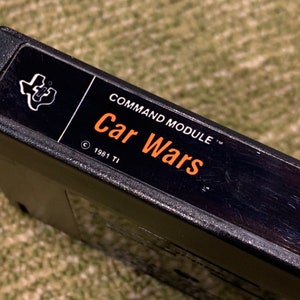 COMMAND MODULE™
Car Wars
© 1981 TI